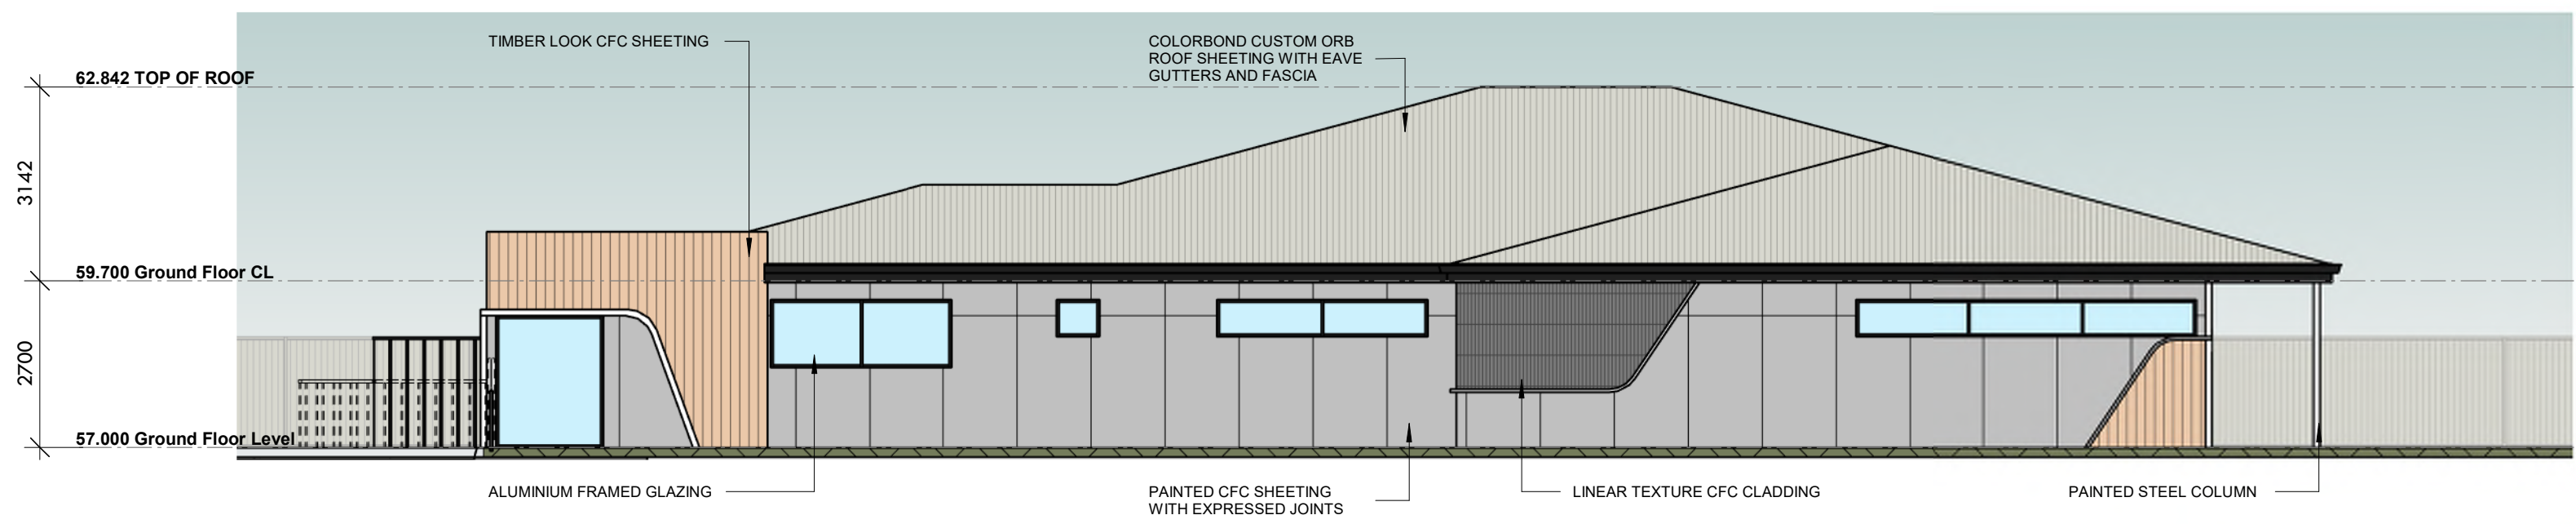 TIMBER LOOK CFC SHEETING
COLORBOND CUSTOM ORB
ROOF SHEETING WITH EAVE
GUTTERS AND FASCIA
62.842 TOP OF ROOF
3142
59.700 Ground Floor CL
2700
57.000 Ground Floor Level
ALUMINIUM FRAMED GLAZING
PAINTED CFC SHEETING
WITH EXPRESSED JOINTS
LINEAR TEXTURE CFC CLADDING
PAINTED STEEL COLUMN